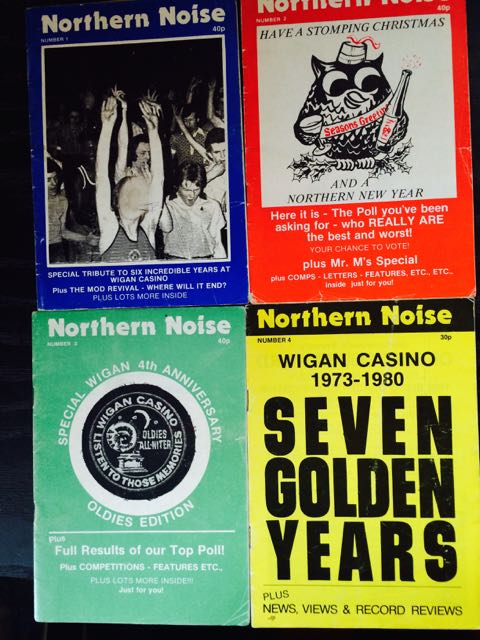 Northern Noise
NUMBER 1
40p
SPECIAL TRIBUTE TO SIX INCREDIBLE YEARS AT
WIGAN CASINO
PLUS THE MOD REVIVAL - WHERE WILL IT END?
PLUS LOTS MORE INSIDE
Northern Noise
NUMBER 2
40p
HAVE A STOMPING CHRISTMAS
Seasons Greetings
AND A
NORTHERN NEW YEAR
Here it is - The Poll you've been
asking for - who REALLY ARE
the best and worst!
YOUR CHANCE TO VOTE!
plus Mr. M's Special
plus COMPS - LETTERS - FEATURES, ETC., ETC..
inside just for you!
Northern Noise
NUMBER 3
40p
SPECIAL WIGAN 4th ANNIVERSARY
WIGAN CASINO
OLDIES
ALL-NITER
LISTEN TO THOSE MEMORIES
OLDIES EDITION
plus
Full Results of our Top Poll!
PLUS COMPETITIONS - FEATURES ETC.,
PLUS LOTS MORE INSIDE!!!
Just for you!
Northern Noise
NUMBER 4
30p
WIGAN CASINO
1973-1980
SEVEN
GOLDEN
YEARS
PLUS
NEWS, VIEWS & RECORD REVIEWS